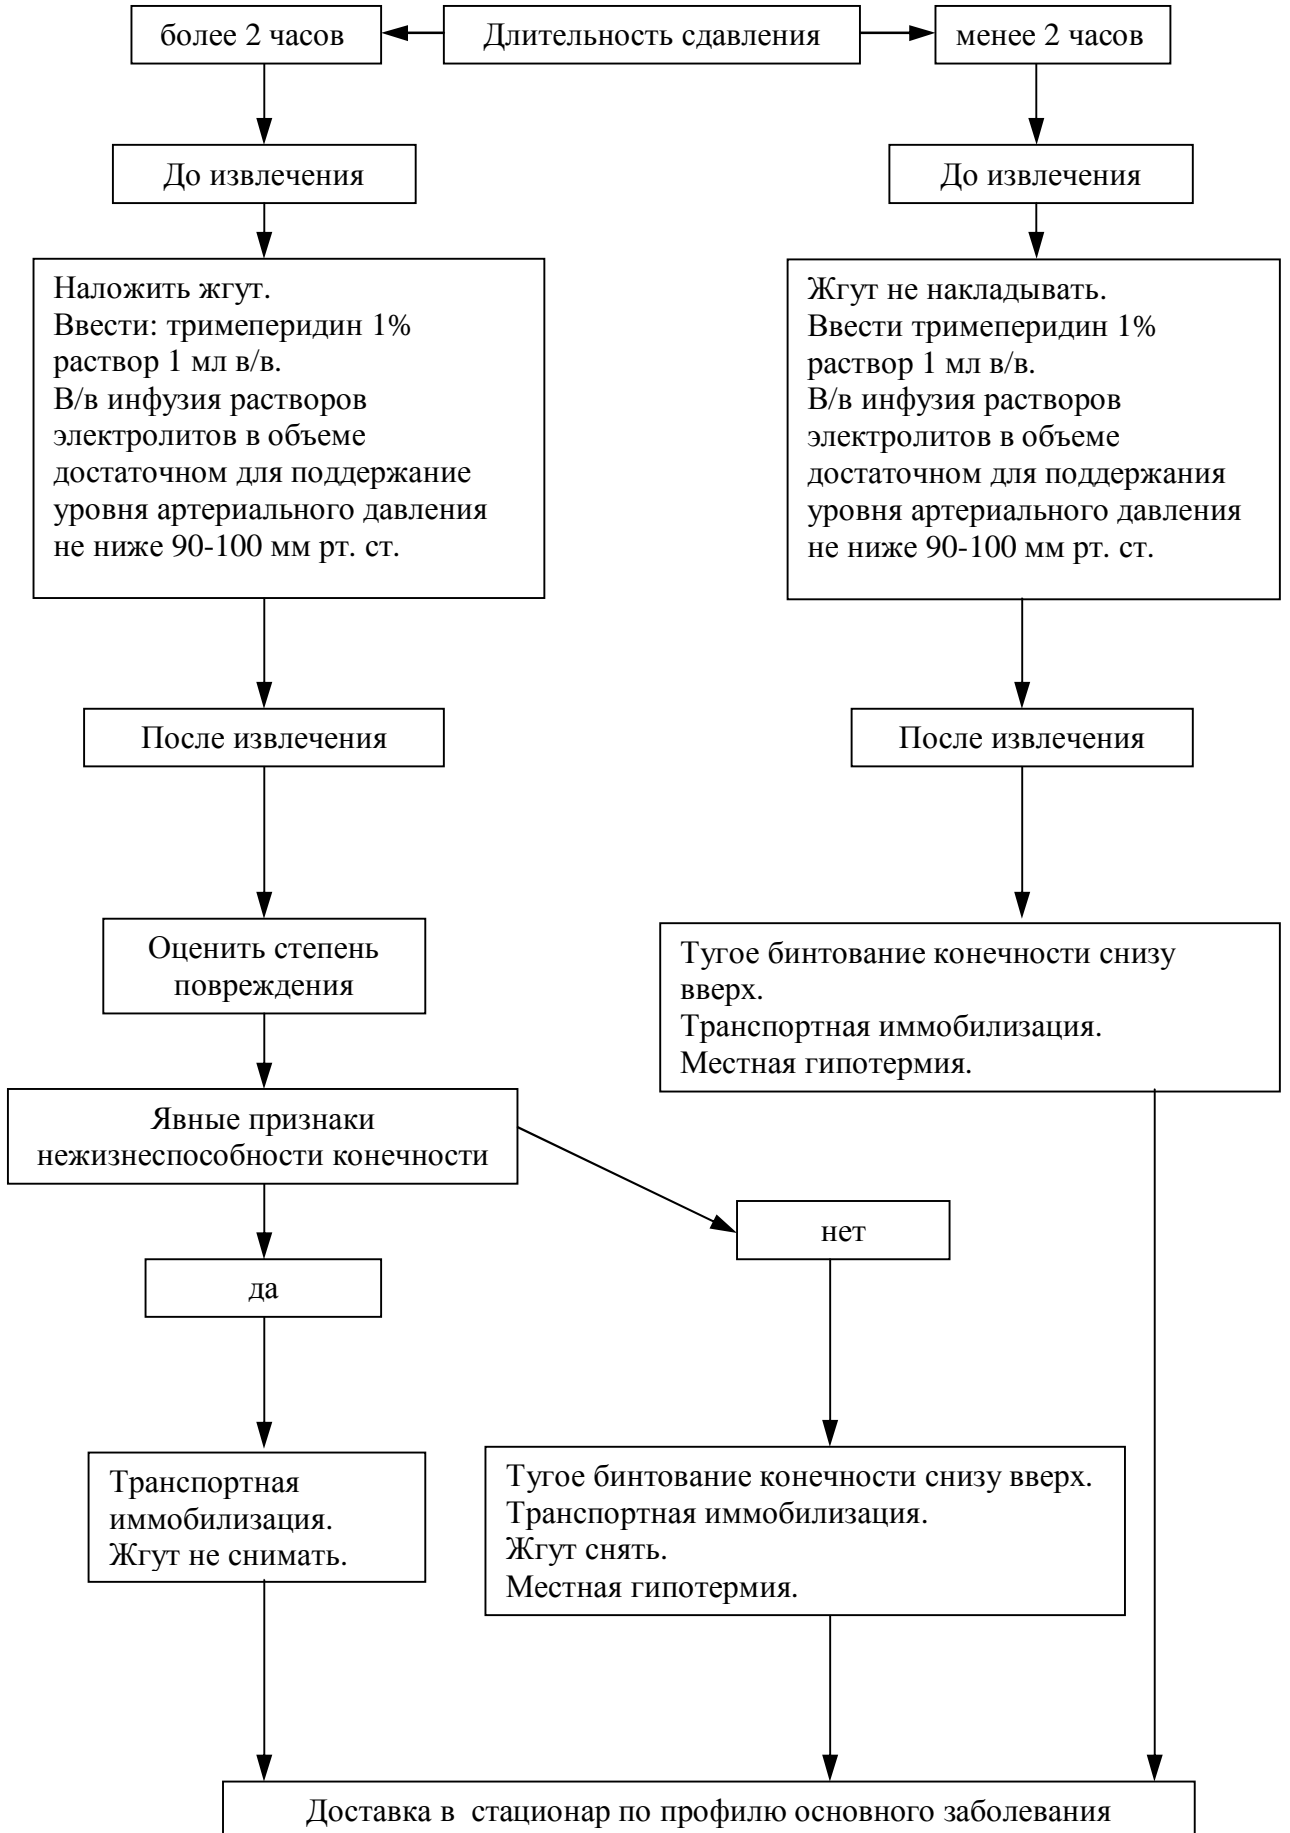 более 2 часов
Длительность сдавления
менее 2 часов
До извлечения
До извлечения
Наложить жгут.
Ввести: тримеперидин 1%
раствор 1 мл в/в.
В/в инфузия растворов
электролитов в объеме
достаточном для поддержание
уровня артериального давления
не ниже 90-100 мм рт. ст.
Жгут не накладывать.
Ввести тримеперидин 1%
раствор 1 мл в/в.
В/в инфузия растворов
электролитов в объеме
достаточном для поддержания
уровня артериального давления
не ниже 90-100 мм рт. ст.
После извлечения
После извлечения
Оценить степень
повреждения
Тугое бинтование конечности снизу
вверх.
Транспортная иммобилизация.
Местная гипотермия.
Явные признаки
нежизнеспособности конечности
нет
да
Транспортная
иммобилизация.
Жгут не снимать.
Тугое бинтование конечности снизу вверх.
Транспортная иммобилизация.
Жгут снять.
Местная гипотермия.
Доставка в стационар по профилю основного заболевания